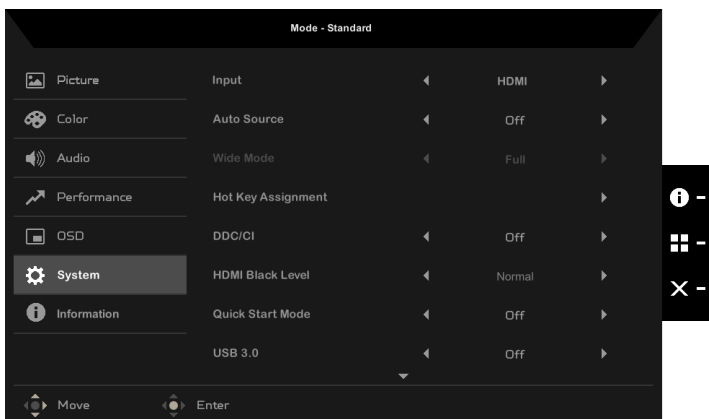 Mode - Standard
Picture
Input HDMI
Color
Auto Source Off
Audio
Wide Mode Full
Performance
Hot Key Assignment
OSD
DDC/CI Off
System
HDMI Black Level Normal
Information
Quick Start Mode Off
USB 3.0 Off
Move Enter